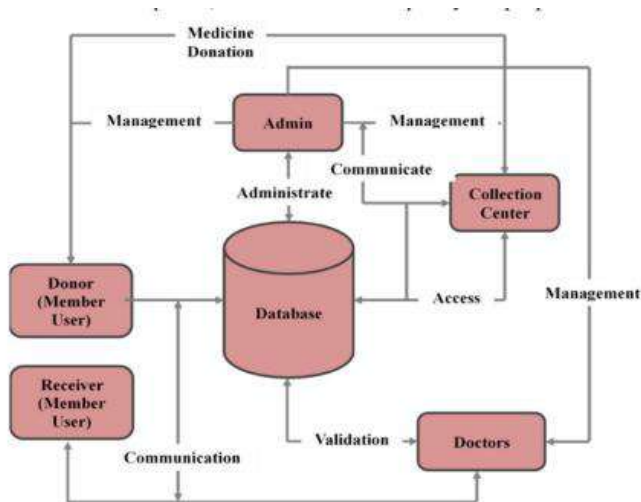 Medicine
Donation
Management
Admin
Management
Communicate
Administrate
Collection
Center
Donor
(Member
User)
Database
Access
Management
Receiver
(Member
User)
Validation
Doctors
Communication